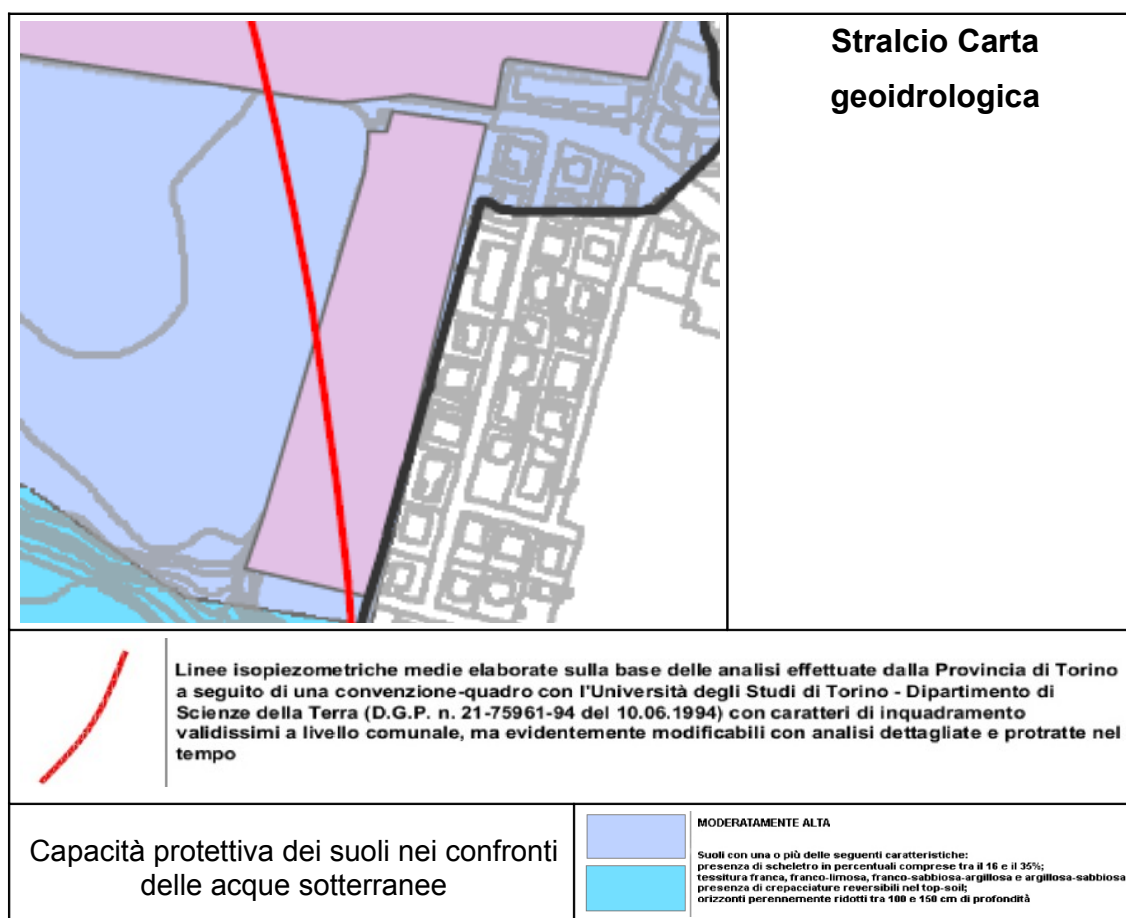 Stralcio Carta
geoidrologica
Linee isopiezometriche medie elaborate sulla base delle analisi effettuate dalla Provincia di Torino
a seguito di una convenzione-quadro con l'Università degli Studi di Torino - Dipartimento di
Scienze della Terra (D.G.P. n. 21-75961-94 del 10.06.1994) con caratteri di inquadramento
validissimi a livello comunale, ma evidentemente modificabili con analisi dettagliate e protratte nel
tempo
Capacità protettiva dei suoli nei confronti
delle acque sotterranee
MODERATAMENTE ALTA
Suoli con una o più delle seguenti caratteristiche:
presenza di scheletro in percentuali comprese tra il 16 e il 35%;
tessitura franca, franco-limosa, franco-sabbiosa-argillosa e argillosa-sabbiosa
presenza di crepacciature reversibili nel top-soil;
orizzonti perennemente ridotti tra 100 e 150 cm di profondità